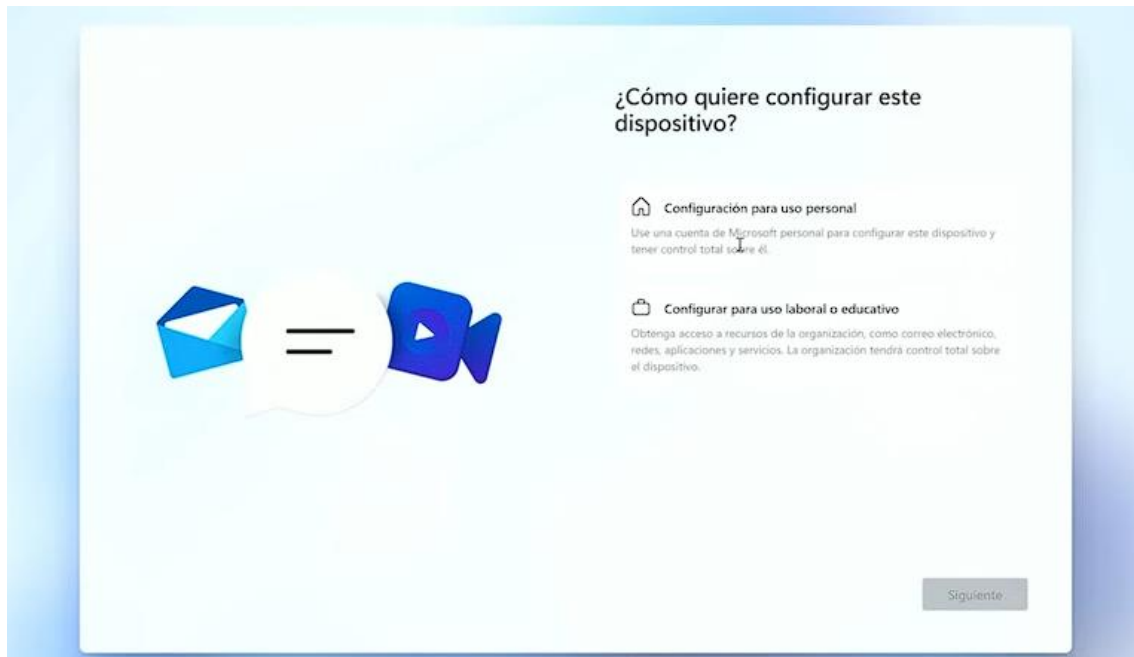 ¿Cómo quiere configurar este
dispositivo?
Configuración para uso personal
Use una cuenta de Microsoft personal para configurar este dispositivo y
tener control total sobre él.
Configurar para uso laboral o educativo
Obtenga acceso a recursos de la organización, como correo electrónico,
redes, aplicaciones y servicios. La organización tendrá control total sobre
el dispositivo.
Siguiente